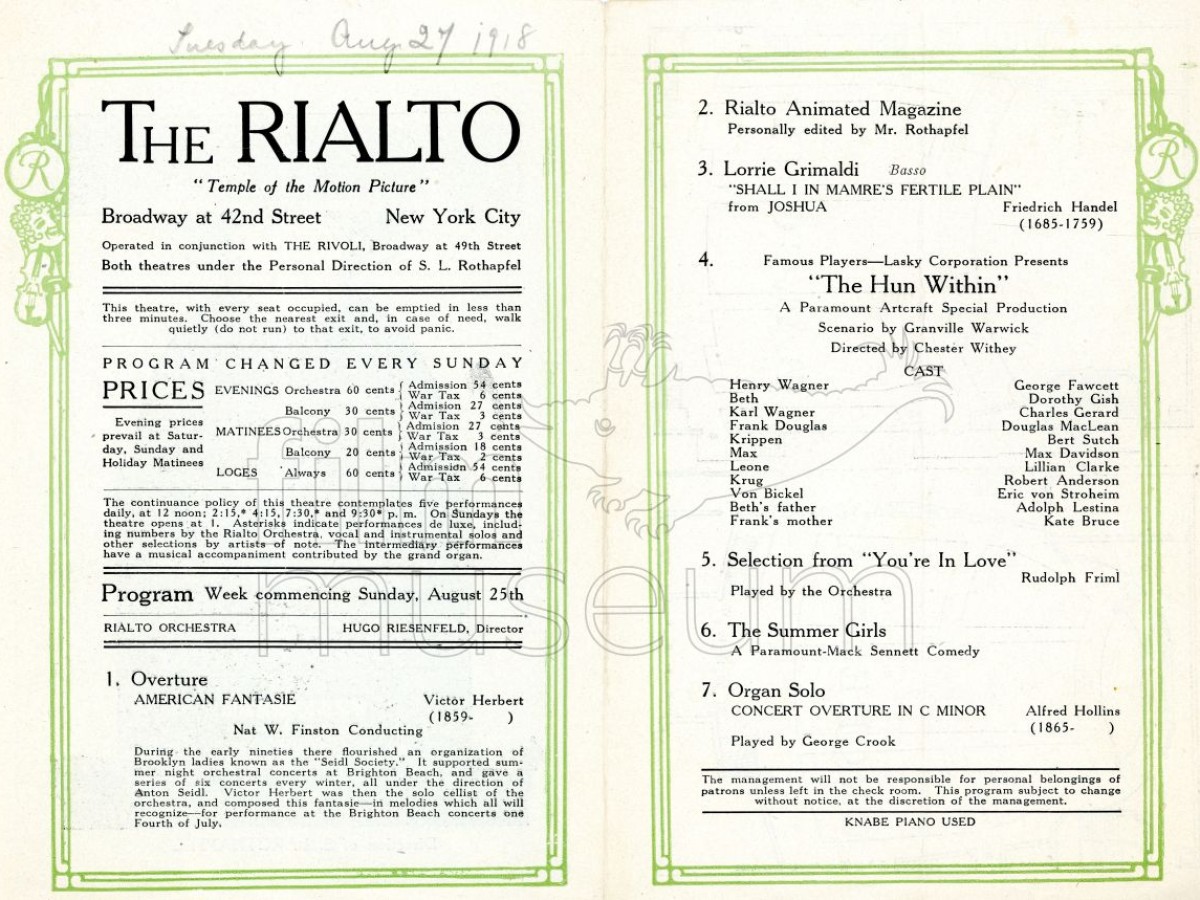 Tuesday. Aug. 27 1918
R
THE RIALTO
"Temple of the Motion Picture"
Broadway at 42nd Street New York City
Operated in conjunction with THE RIVOLI, Broadway at 49th Street
Both theatres under the Personal Direction of S. L. Rothapfel
This theatre, with every seat occupied, can be emptied in less than
three minutes. Choose the nearest exit and, in case of need, walk
quietly (do not run) to that exit, to avoid panic.
PROGRAM CHANGED EVERY SUNDAY
PRICES
Evening prices
prevail at Satur-
day, Sunday and
Holiday Matinees
EVENINGS Orchestra 60 cents { Admission 54 cents
War Tax 6 cents
Balcony 30 cents { Admision 27 cents
War Tax 3 cents
MATINEES Orchestra 30 cents { Admision 27 cents
War Tax 3 cents
Balcony 20 cents { Admission 18 cents
War Tax 2 cents
LOGES Always 60 cents { Admission 54 cents
War Tax 6 cents
The continuance policy of this theatre contemplates five performances
daily, at 12 noon; 2:15,* 4:15, 7:30,* and 9:30* p. m. On Sundays the
theatre opens at 1. Asterisks indicate performances de luxe, includ-
ing numbers by the Rialto Orchestra, vocal and instrumental solos and
other selections by artists of note. The intermediary performances
have a musical accompaniment contributed by the grand organ.
Program Week commencing Sunday, August 25th
RIALTO ORCHESTRA HUGO RIESENFELD, Director
1. Overture
AMERICAN FANTASIE Victor Herbert
(1859- )
Nat W. Finston Conducting
During the early nineties there flourished an organization of
Brooklyn ladies known as the "Seidl Society." It supported sum-
mer night orchestral concerts at Brighton Beach, and gave a
series of six concerts every winter, all under the direction of
Anton Seidl. Victor Herbert was then the solo cellist of the
orchestra, and composed this fantasie—in melodies which all will
recognize—for performance at the Brighton Beach concerts one
Fourth of July.
2. Rialto Animated Magazine
Personally edited by Mr. Rothapfel
3. Lorrie Grimaldi Basso
"SHALL I IN MAMRE'S FERTILE PLAIN"
from JOSHUA Friedrich Handel
(1685-1759)
4. Famous Players—Lasky Corporation Presents
"The Hun Within"
A Paramount Artcraft Special Production
Scenario by Granville Warwick
Directed by Chester Withey
CAST
Henry Wagner George Fawcett
Beth Dorothy Gish
Karl Wagner Charles Gerard
Frank Douglas Douglas MacLean
Krippen Bert Sutch
Max Max Davidson
Leone Lillian Clarke
Krug Robert Anderson
Von Bickel Eric von Stroheim
Beth's father Adolph Lestina
Frank's mother Kate Bruce
5. Selection from "You're In Love"
Rudolph Friml
Played by the Orchestra
6. The Summer Girls
A Paramount-Mack Sennett Comedy
7. Organ Solo
CONCERT OVERTURE IN C MINOR Alfred Hollins
(1865- )
Played by George Crook
The management will not be responsible for personal belongings of
patrons unless left in the check room. This program subject to change
without notice, at the discretion of the management.
KNABE PIANO USED
R
film
museum